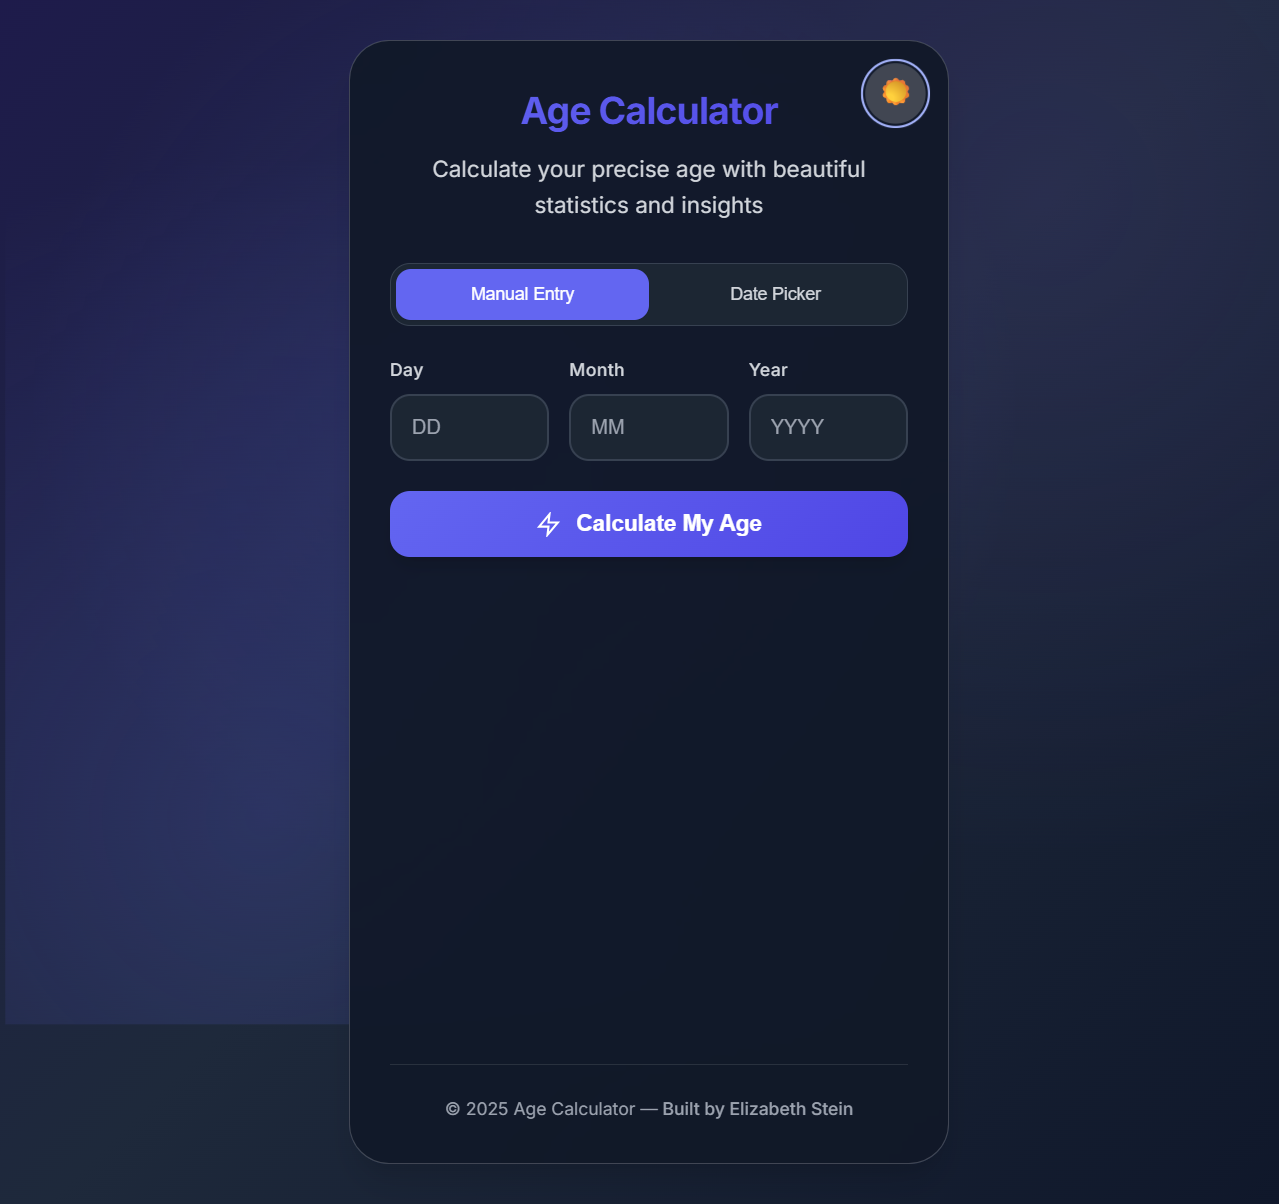 Age Calculator
Calculate your precise age with beautiful
statistics and insights
Manual Entry
Date Picker
Day
Month
Year
DD
MM
YYYY
Calculate My Age
© 2025 Age Calculator — Built by Elizabeth Stein